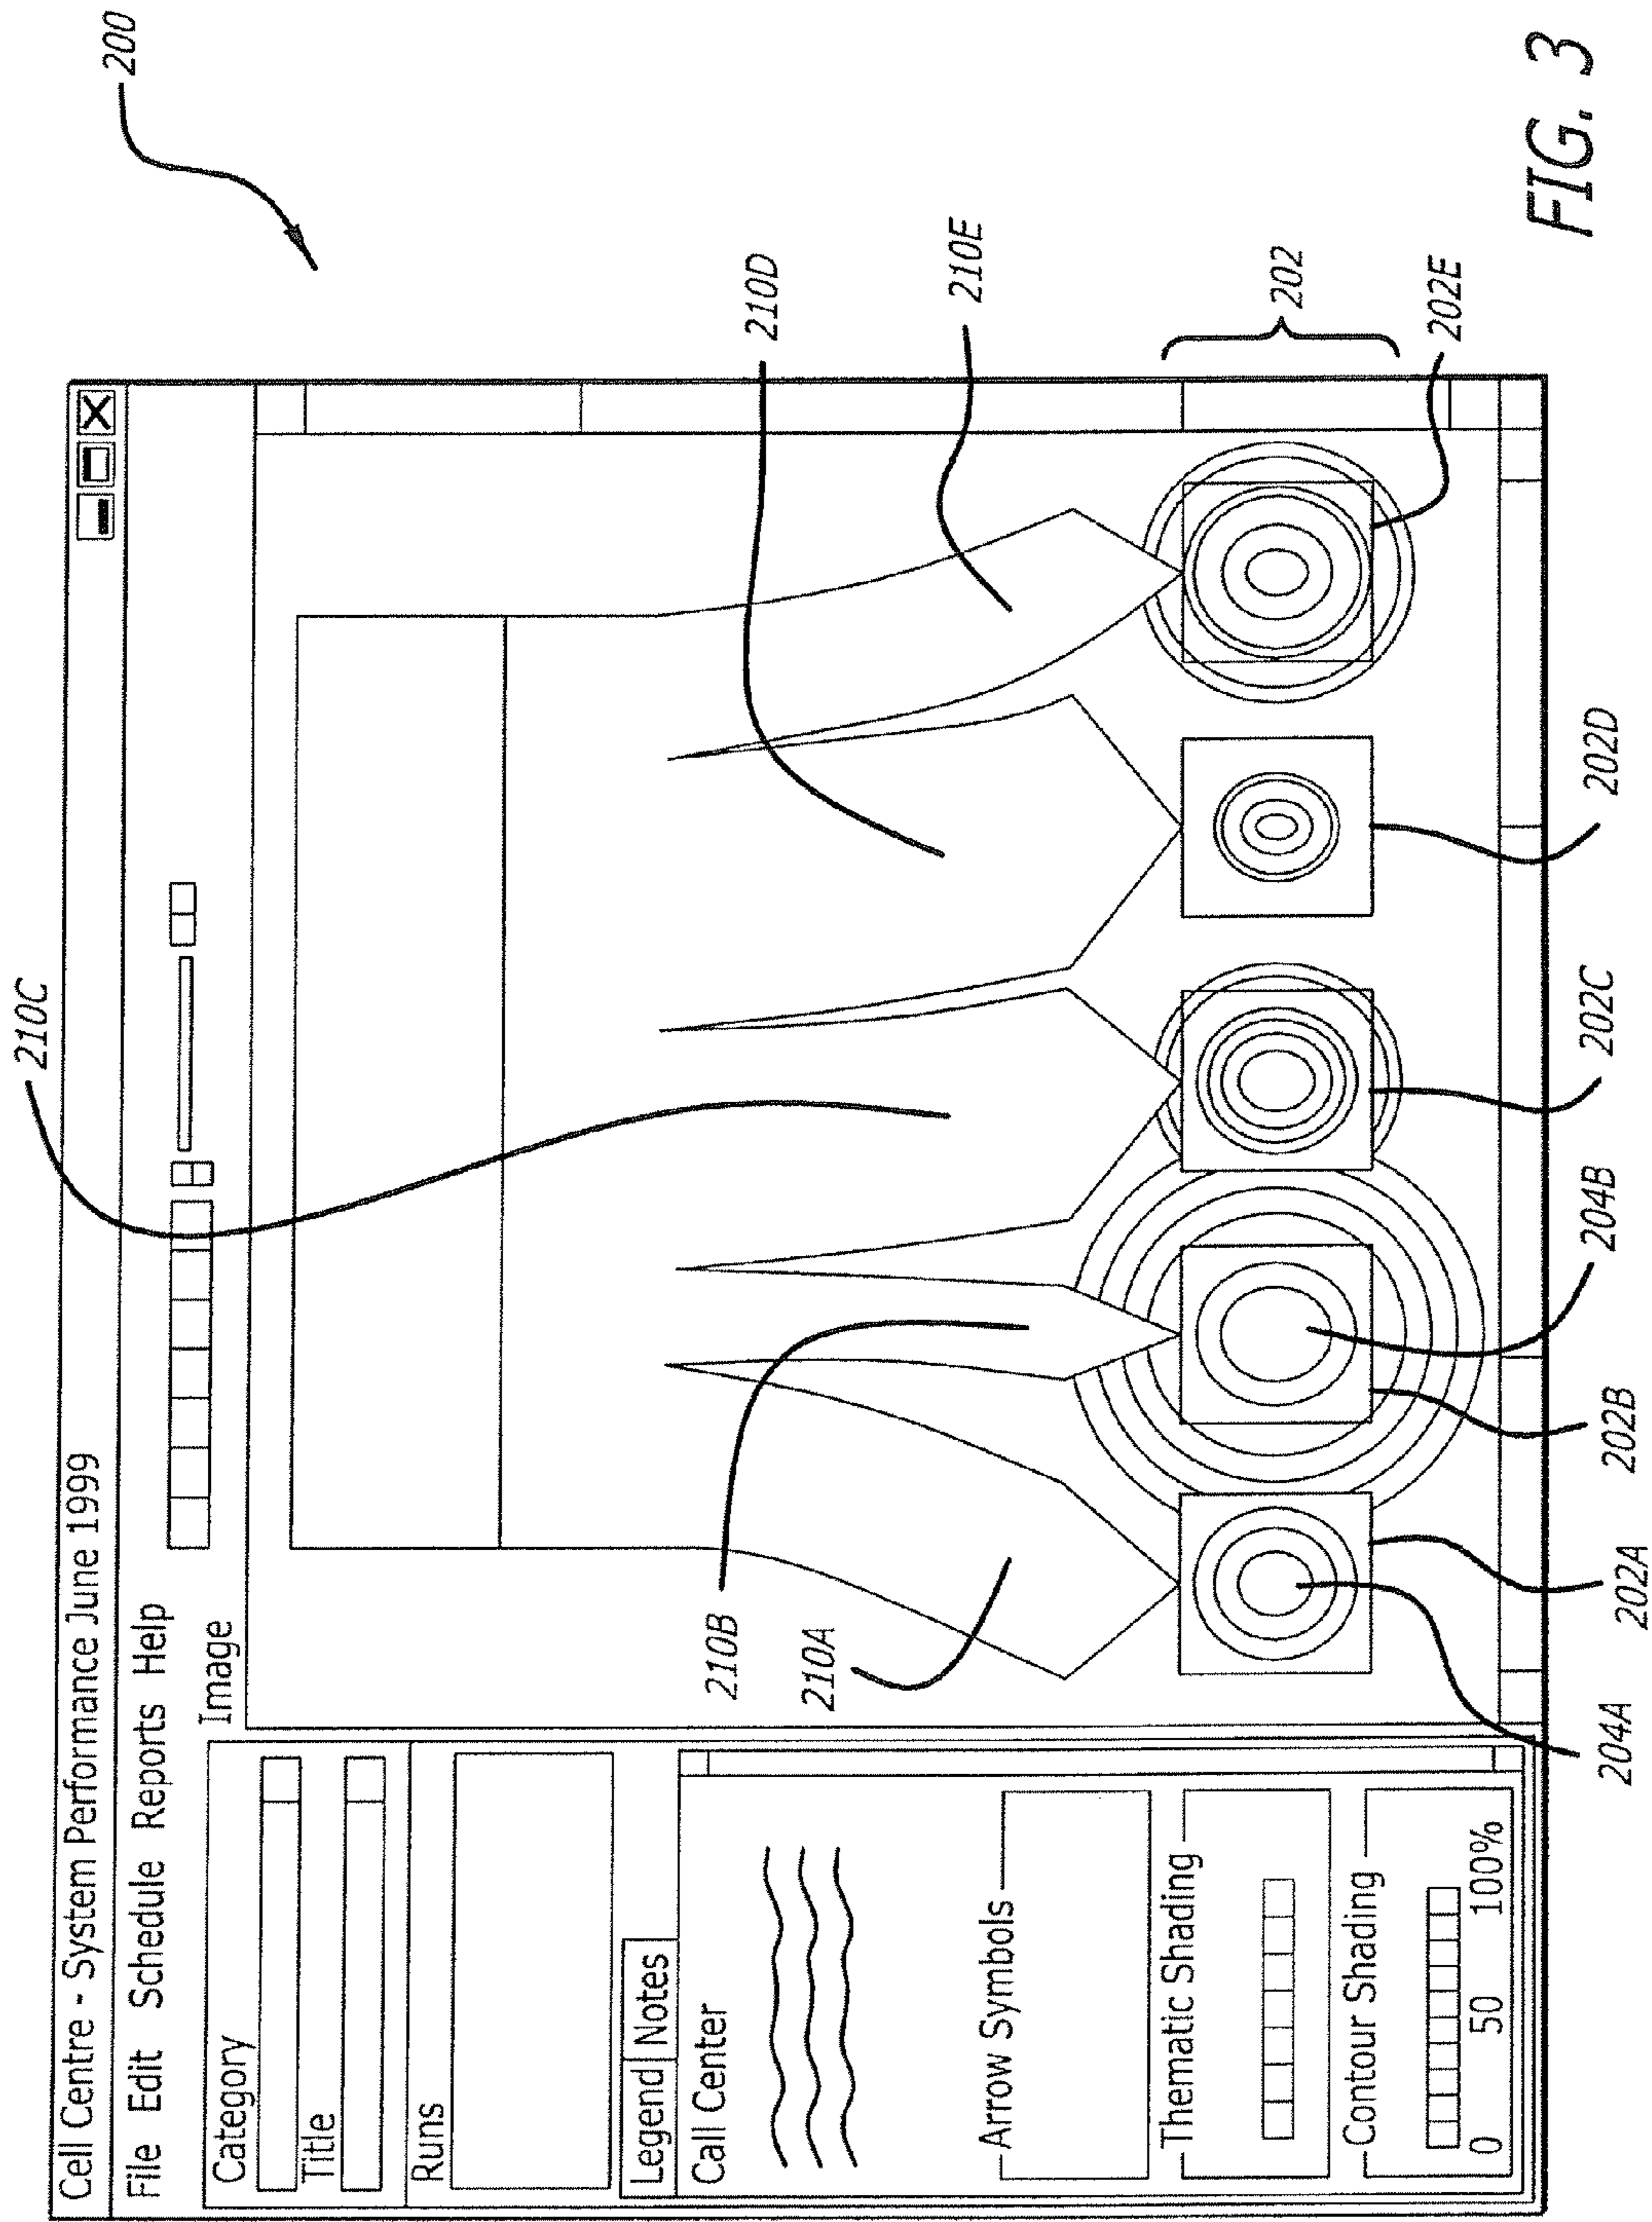 200
Cell Centre - System Performance June 1999
File Edit Schedule Reports Help
210C
Category
Image
Title
Runs
210D
Legend Notes
Call Center
210B
210A
210E
Arrow Symbols
Thematic Shading
202
Contour Shading
0 50 100%
202E
204A
202A
202B
204B
202C
202D
FIG. 3